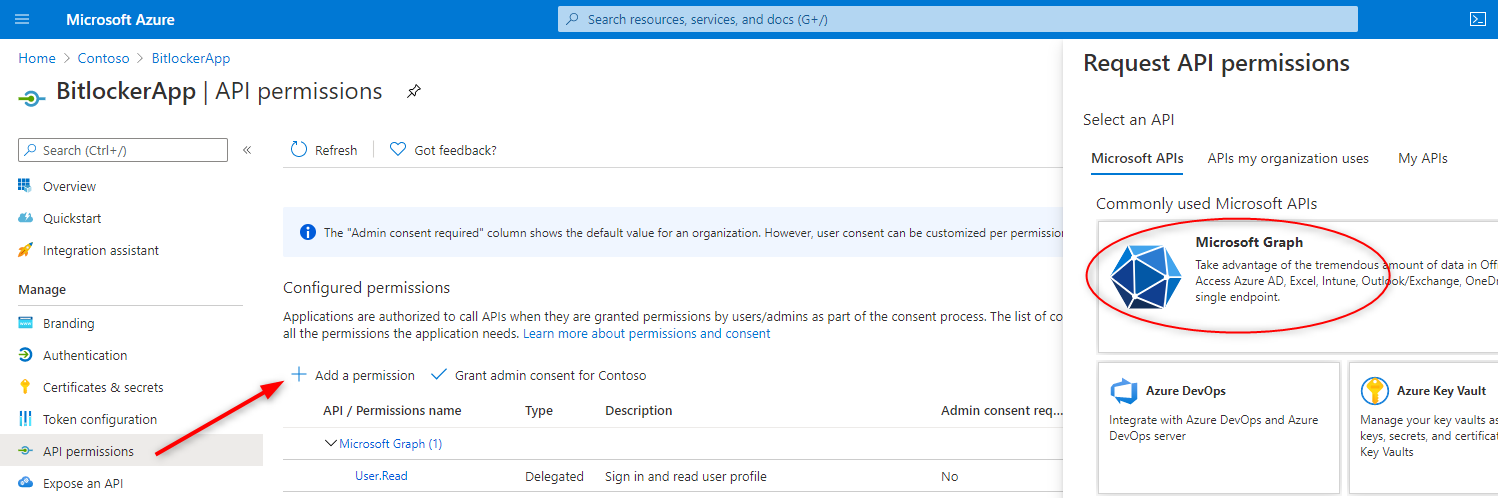 Microsoft Azure
Search resources, services, and docs (G+/)
Home > Contoso > BitlockerApp
BitlockerApp | API permissions
Search (Ctrl+/)
«
Overview
Quickstart
Integration assistant
Manage
Branding
Authentication
Certificates & secrets
Token configuration
API permissions
Expose an API
Refresh
Got feedback?
The "Admin consent required" column shows the default value for an organization. However, user consent can be customized per permission
Configured permissions
Applications are authorized to call APIs when they are granted permissions by users/admins as part of the consent process. The list of co
all the permissions the application needs. Learn more about permissions and consent
Add a permission
Grant admin consent for Contoso
API / Permissions name Type Description Admin consent req...
Microsoft Graph (1)
User.Read Delegated Sign in and read user profile No
Request API permissions
Select an API
Microsoft APIs APIs my organization uses My APIs
Commonly used Microsoft APIs
Microsoft Graph
Take advantage of the tremendous amount of data in Offi
Access Azure AD, Excel, Intune, Outlook/Exchange, OneDr
single endpoint.
Azure DevOps
Integrate with Azure DevOps and Azure
DevOps server
Azure Key Vault
Manage your key vaults as
keys, secrets, and certificat
Key Vaults